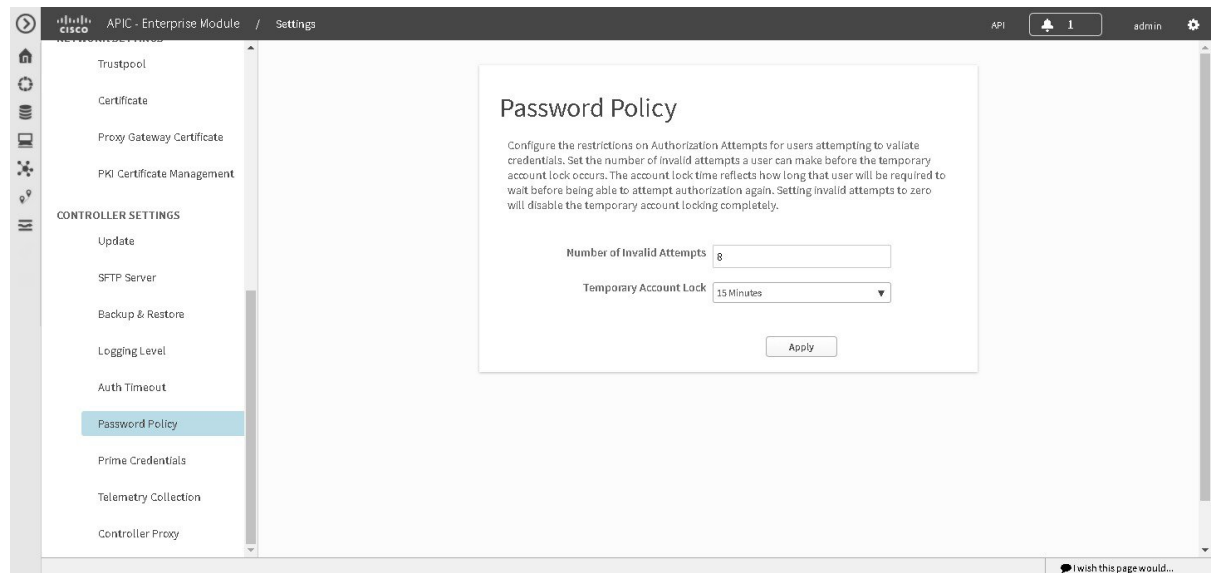 cisco APIC - Enterprise Module / Settings
API 1 admin
NETWORK SETTINGS
Trustpool
Certificate
Proxy Gateway Certificate
PKI Certificate Management
CONTROLLER SETTINGS
Update
SFTP Server
Backup & Restore
Logging Level
Auth Timeout
Password Policy
Prime Credentials
Telemetry Collection
Controller Proxy
Password Policy
Configure the restrictions on Authorization Attempts for users attempting to valiate
credentials. Set the number of invalid attempts a user can make before the temporary
account lock occurs. The account lock time reflects how long that user will be required to
wait before being able to attempt authorization again. Setting invalid attempts to zero
will disable the temporary account locking completely.
Number of Invalid Attempts 8
Temporary Account Lock 15 Minutes
Apply
I wish this page would...